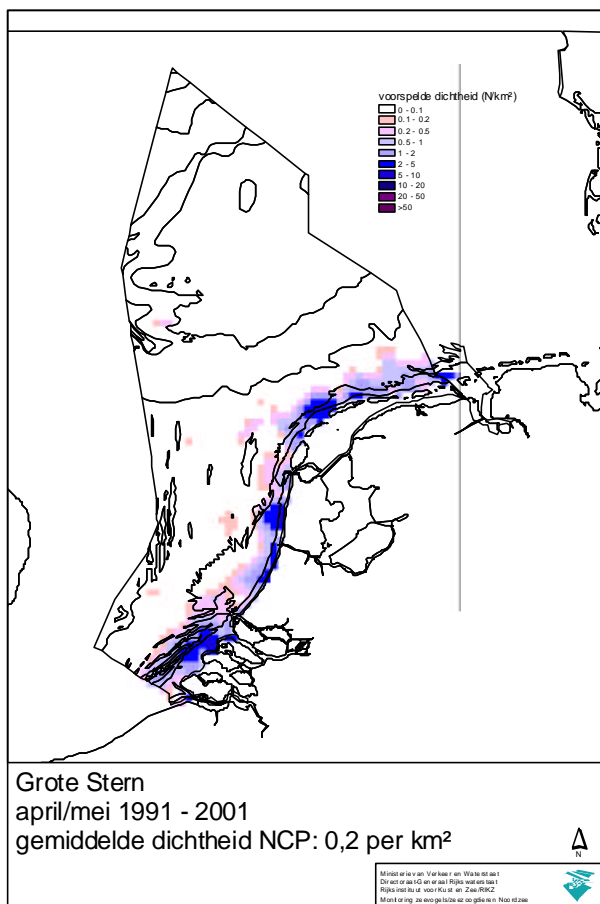 voorspelde dichtheid (N/km²)
0 - 0.1
0.1 - 0.2
0.2 - 0.5
0.5 - 1
1 - 2
2 - 5
5 - 10
10 - 20
20 - 50
>50
Grote Stern
april/mei 1991 - 2001
gemiddelde dichtheid NCP: 0,2 per km²
N
Ministerie van Verkeer en Waterstaat
Directoraat-Generaal Rijkswaterstaat
Rijksinstituut voor Kust en Zee/RIKZ
Monitoring zeevogels/zeezoogdieren Noordzee